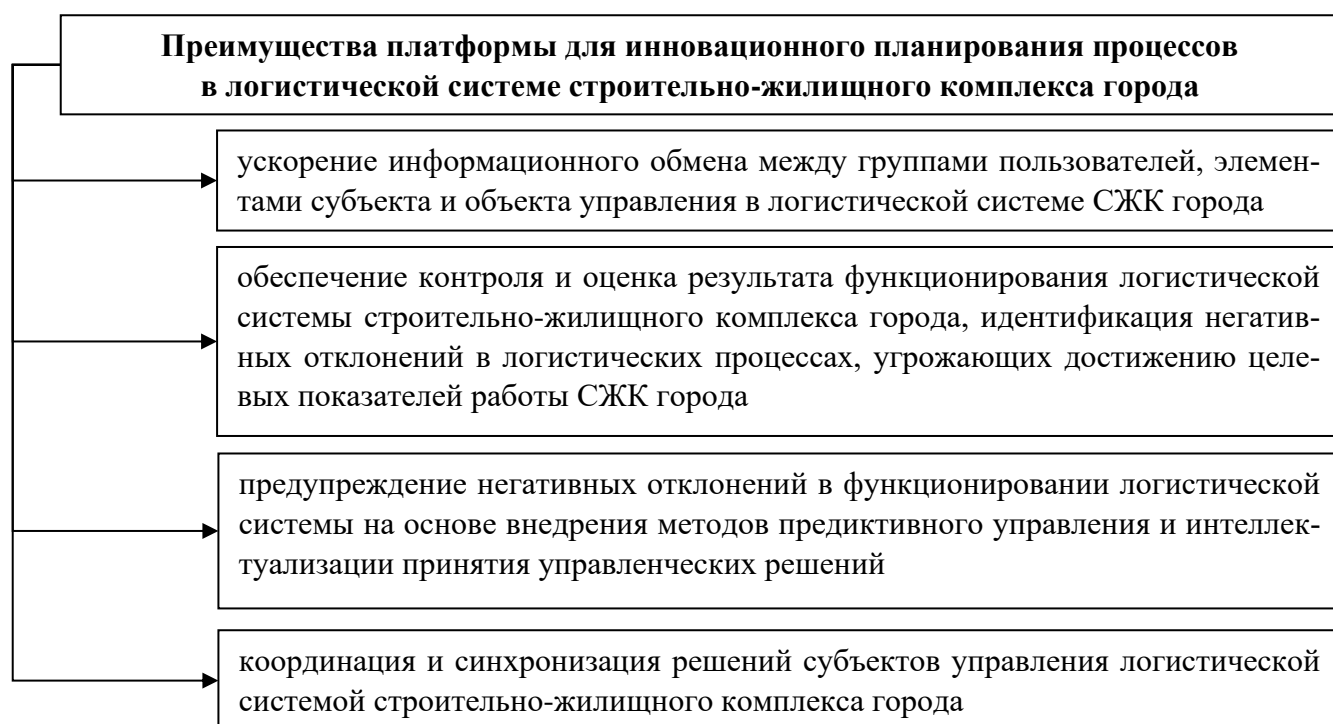 Преимущества платформы для инновационного планирования процессов
в логистической системе строительно-жилищного комплекса города
ускорение информационного обмена между группами пользователей, элемен-
тами субъекта и объекта управления в логистической системе СЖК города
обеспечение контроля и оценка результата функционирования логистической
системы строительно-жилищного комплекса города, идентификация негатив-
ных отклонений в логистических процессах, угрожающих достижению целе-
вых показателей работы СЖК города
предупреждение негативных отклонений в функционировании логистической
системы на основе внедрения методов предиктивного управления и интеллек-
туализации принятия управленческих решений
координация и синхронизация решений субъектов управления логистической
системой строительно-жилищного комплекса города